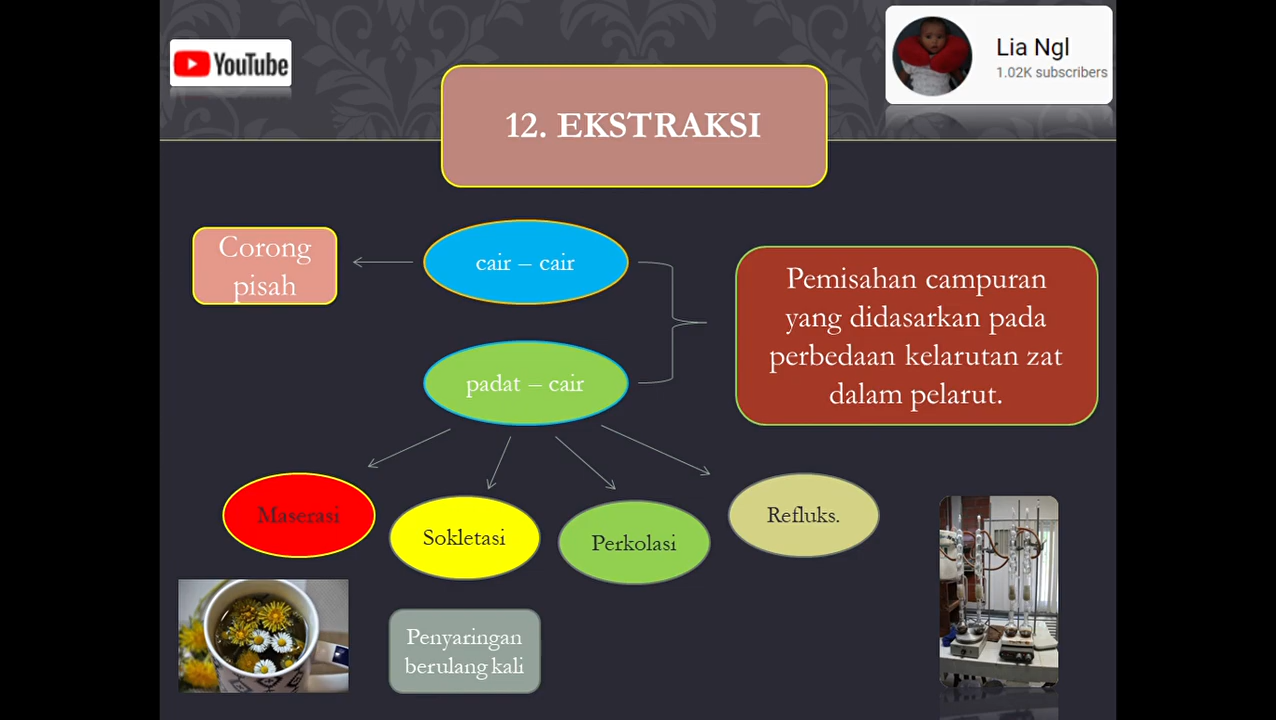 YouTube
Lia Ngl
1.02K subscribers
12. EKSTRAKSI
Corong
pisah
cair – cair
padat – cair
Pemisahan campuran
yang didasarkan pada
perbedaan kelarutan zat
dalam pelarut.
Maserasi
Sokletasi
Perkolasi
Refluks.
Penyaringan
berulang kali